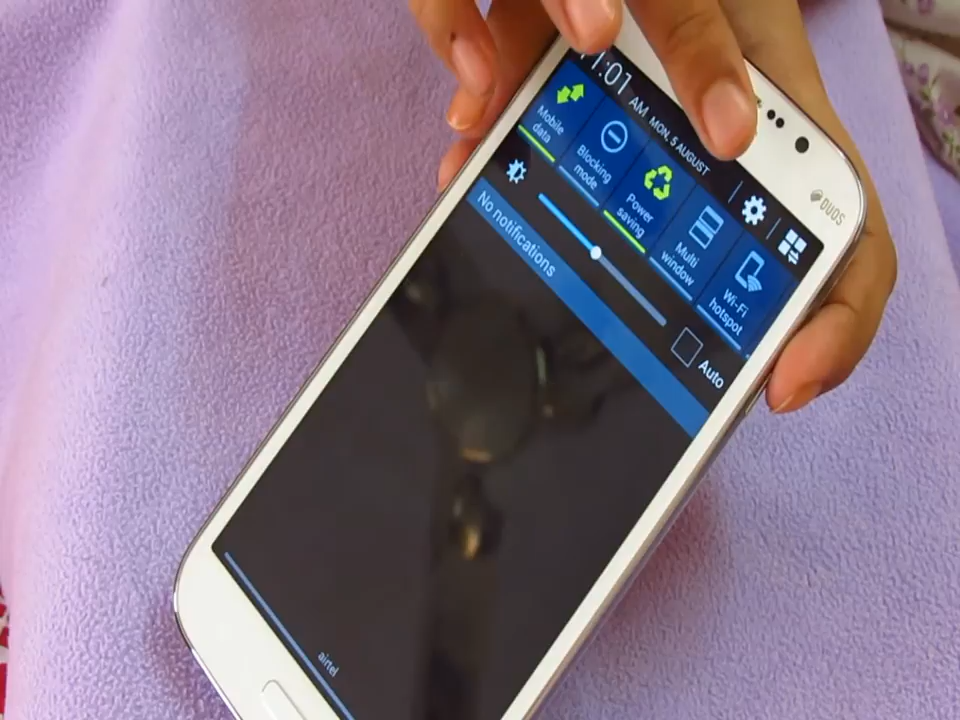 1:01 AM MON, 5 AUGUST
DUOS
Mobile
data
Blocking
mode
Power
saving
Multi
window
Wi-Fi
hotspot
Auto
No notifications
airtel